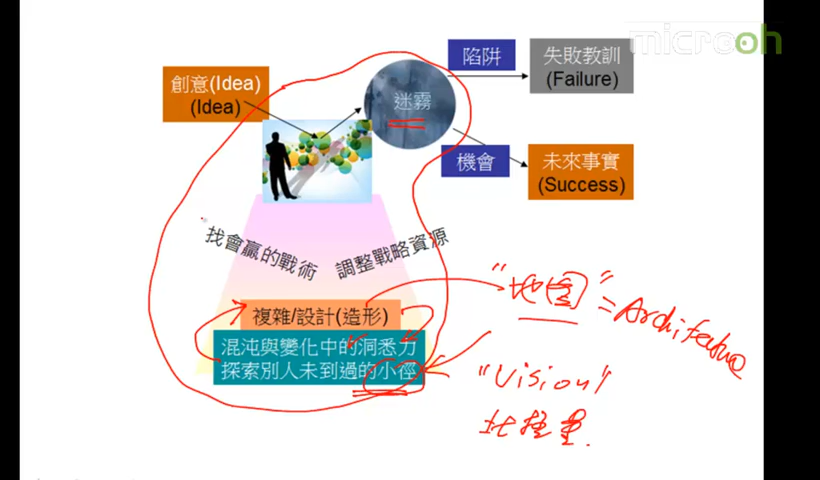 microoh
陷阱
失敗教訓
(Failure)
創意(Idea)
(Idea)
迷霧
機會
未來事實
(Success)
找會贏的戰術
調整戰略資源
複雜/設計(造形)
混沌與變化中的洞悉力
探索別人未到過的小徑
"地圖" = Architecture
"Vision"
北極星